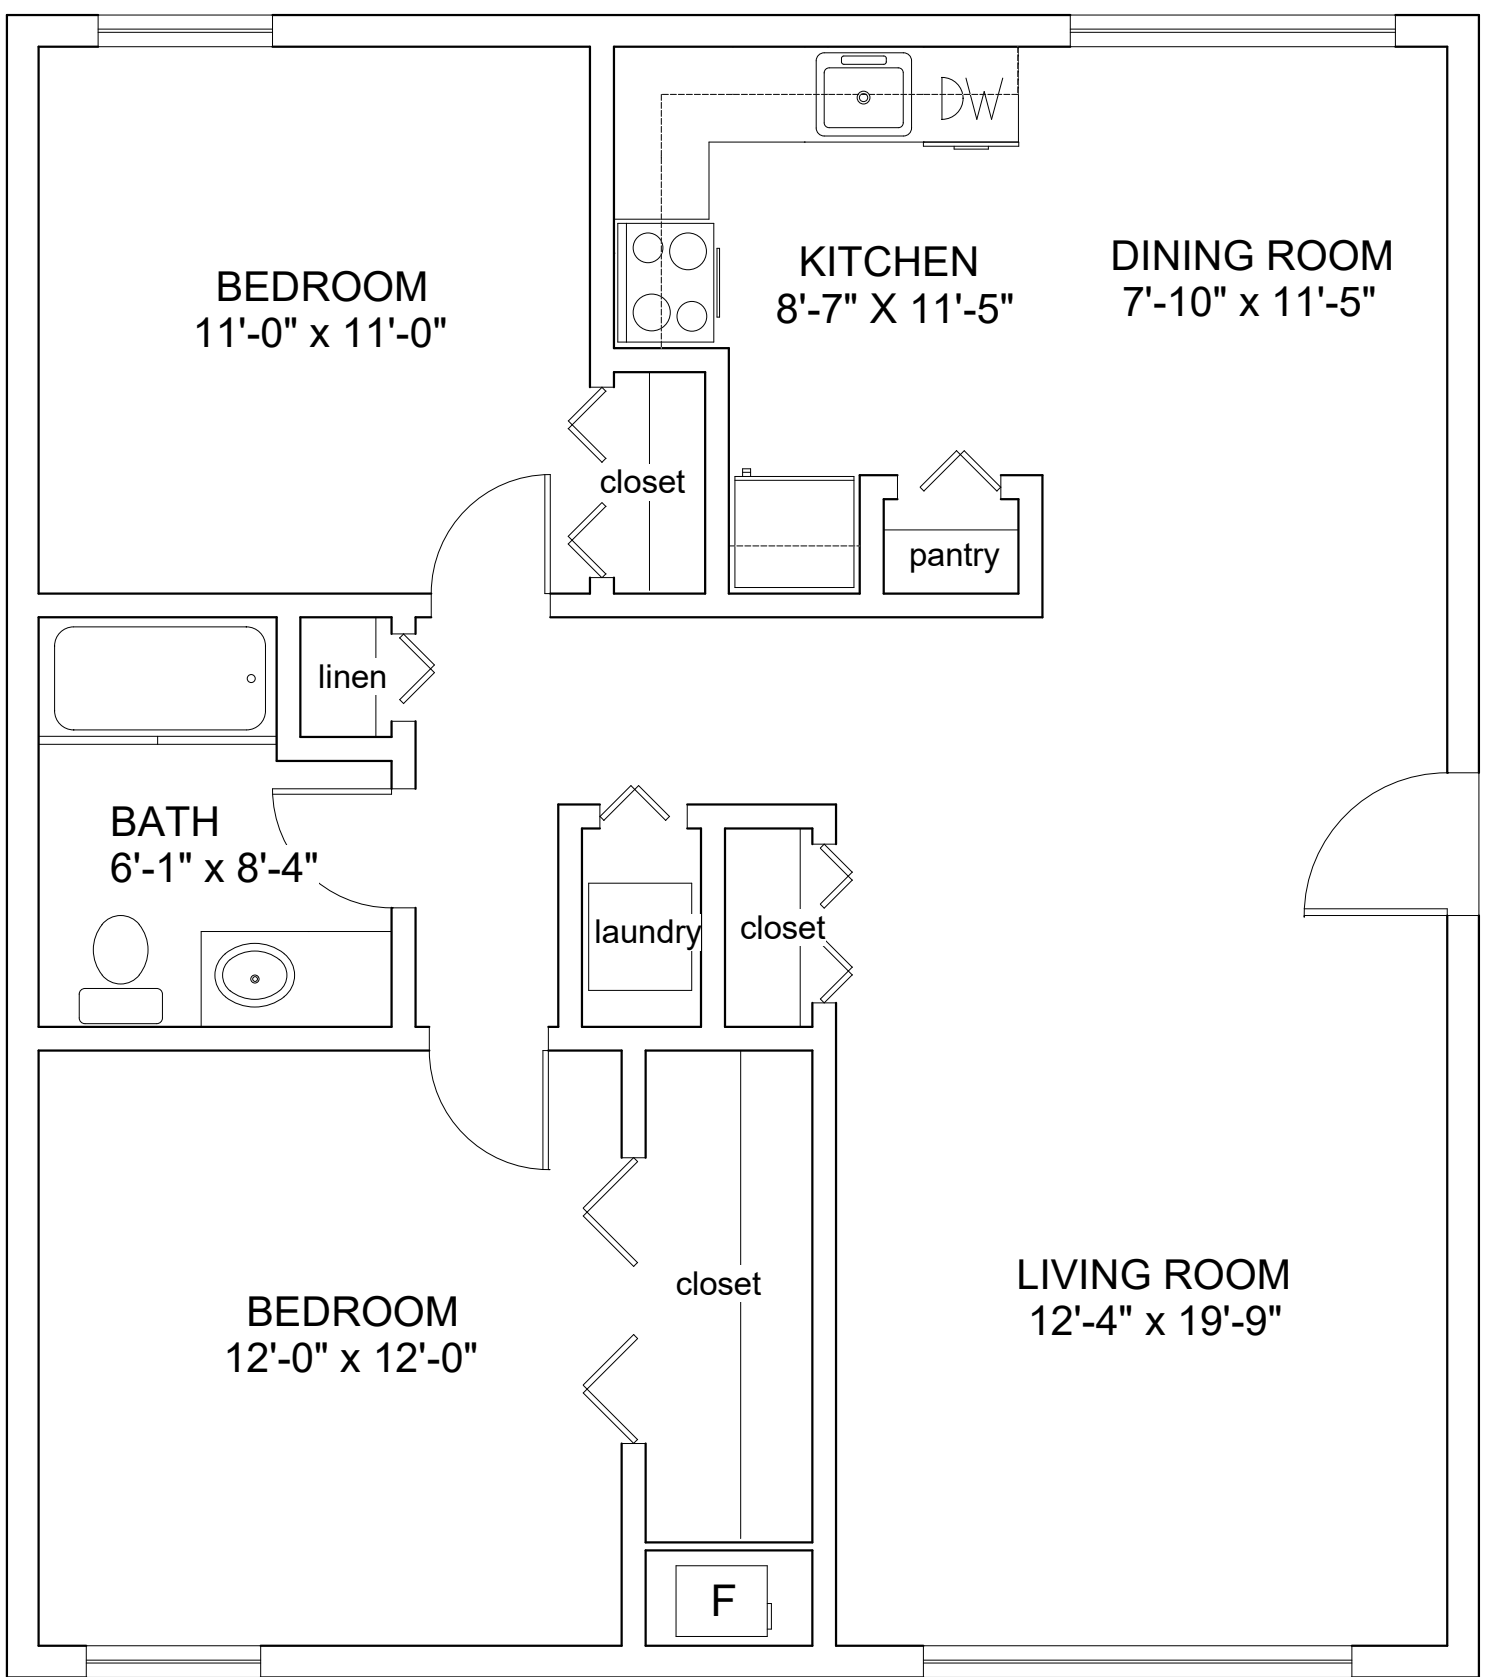 DW
KITCHEN
8'-7" X 11'-5"
DINING ROOM
7'-10" x 11'-5"
BEDROOM
11'-0" x 11'-0"
closet
pantry
linen
BATH
6'-1" x 8'-4"
laundry
closet
closet
LIVING ROOM
12'-4" x 19'-9"
BEDROOM
12'-0" x 12'-0"
F